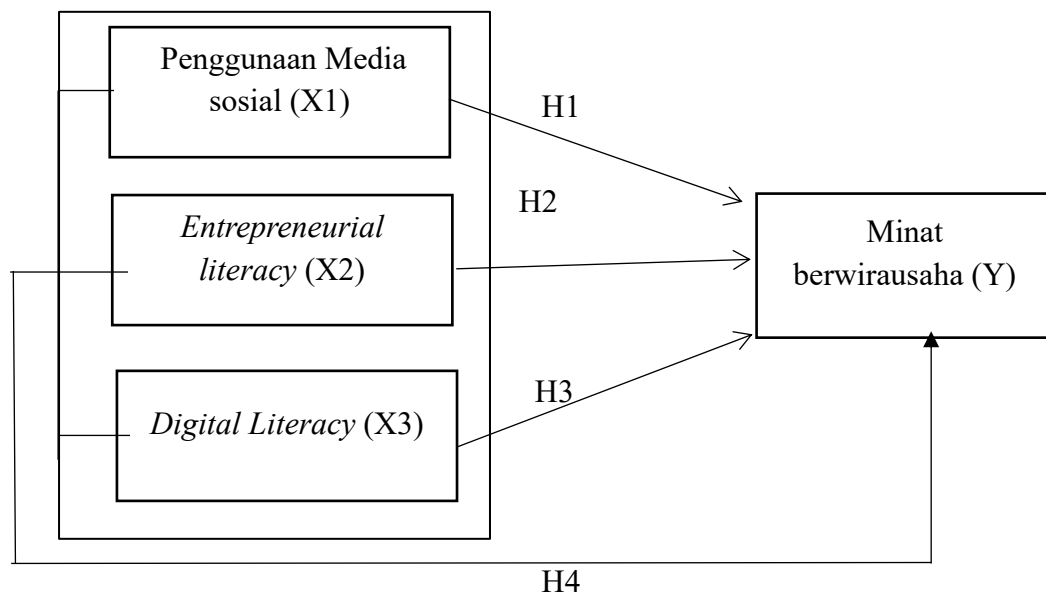 Penggunaan Media
sosial (X1)
H1
H2
Entrepreneurial
literacy (X2)
Minat
berwirausaha (Y)
H3
Digital Literacy (X3)
H4